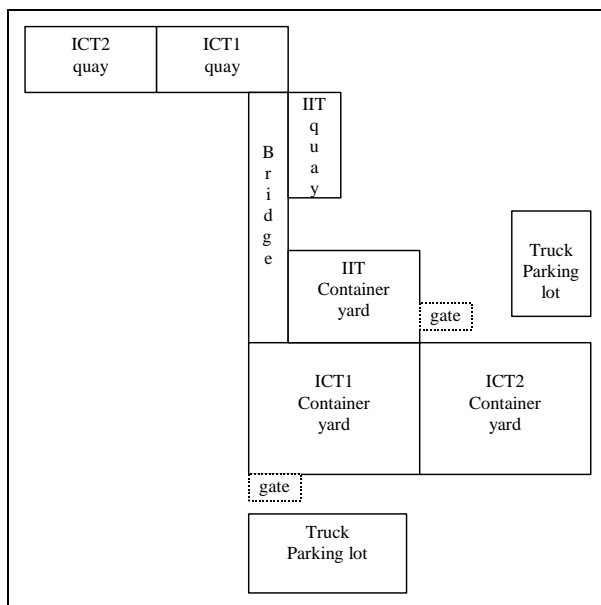 ICT2
quay
ICT1
quay
IIT
q
u
a
y
B
r
i
d
g
e
Truck
Parking
lot
IIT
Container
yard
gate
ICT1
Container
yard
ICT2
Container
yard
gate
Truck
Parking lot